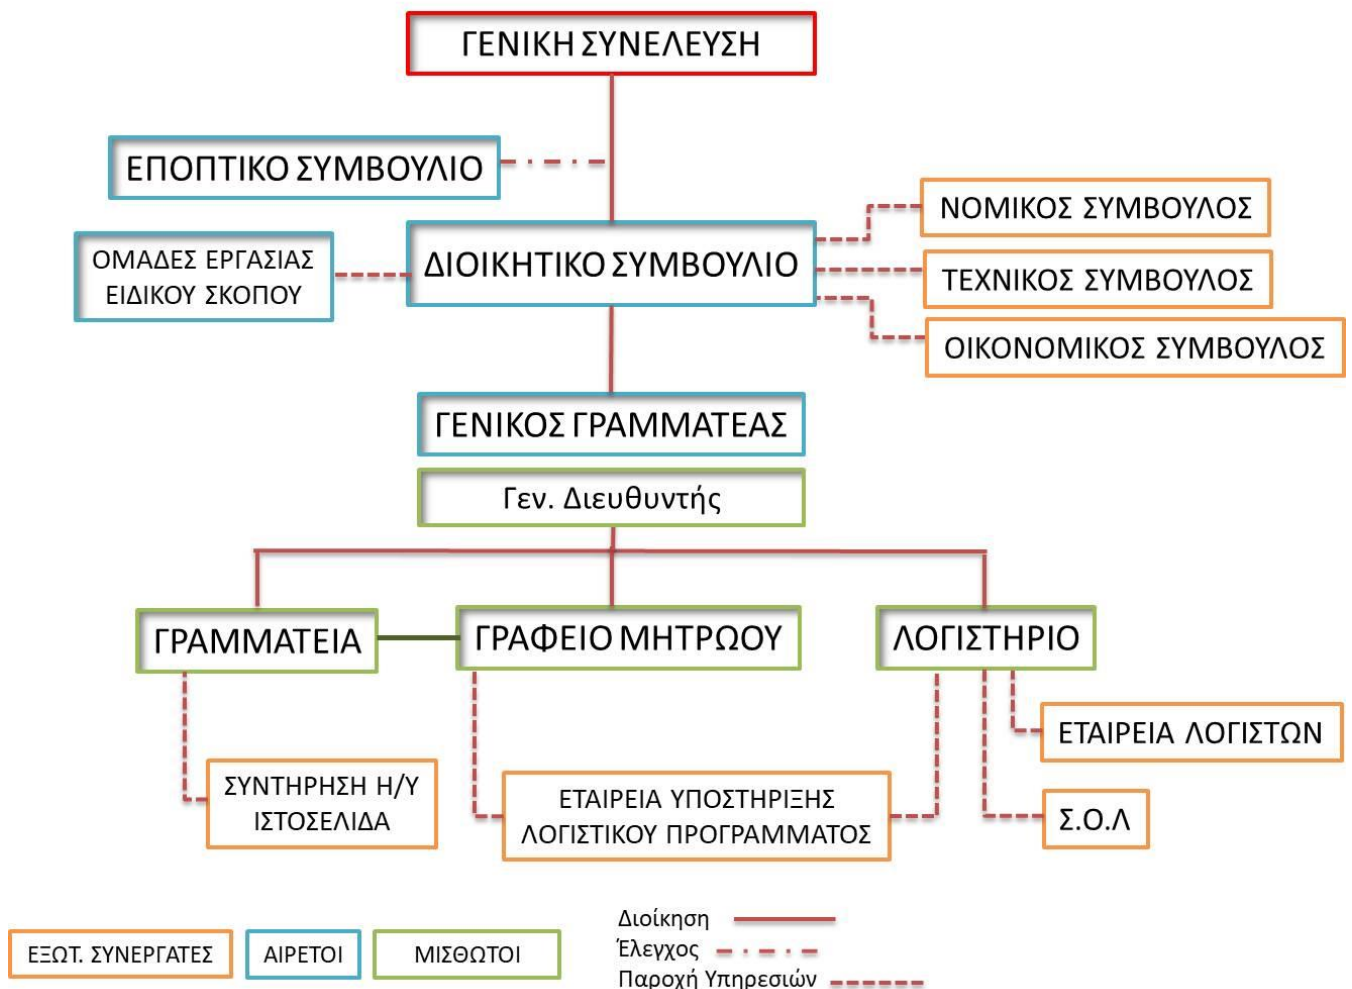 ΓΕΝΙΚΗ ΣΥΝΕΛΕΥΣΗ
ΕΠΟΠΤΙΚΟ ΣΥΜΒΟΥΛΙΟ
ΝΟΜΙΚΟΣ ΣΥΜΒΟΥΛΟΣ
ΟΜΑΔΕΣ ΕΡΓΑΣΙΑΣ
ΕΙΔΙΚΟΥ ΣΚΟΠΟΥ
ΔΙΟΙΚΗΤΙΚΟ ΣΥΜΒΟΥΛΙΟ
ΤΕΧΝΙΚΟΣ ΣΥΜΒΟΥΛΟΣ
ΟΙΚΟΝΟΜΙΚΟΣ ΣΥΜΒΟΥΛΟΣ
ΓΕΝΙΚΟΣ ΓΡΑΜΜΑΤΕΑΣ
Γεν. Διευθυντής
ΓΡΑΜΜΑΤΕΙΑ
ΓΡΑΦΕΙΟ ΜΗΤΡΩΟΥ
ΛΟΓΙΣΤΗΡΙΟ
ΕΤΑΙΡΕΙΑ ΛΟΓΙΣΤΩΝ
ΣΥΝΤΗΡΗΣΗ Η/Υ
ΙΣΤΟΣΕΛΙΔΑ
ΕΤΑΙΡΕΙΑ ΥΠΟΣΤΗΡΙΞΗΣ
ΛΟΓΙΣΤΙΚΟΥ ΠΡΟΓΡΑΜΜΑΤΟΣ
Σ.Ο.Λ
ΕΞΩΤ. ΣΥΝΕΡΓΑΤΕΣ
ΑΙΡΕΤΟΙ
ΜΙΣΘΩΤΟΙ
Διοίκηση
Έλεγχος
Παροχή Υπηρεσιών